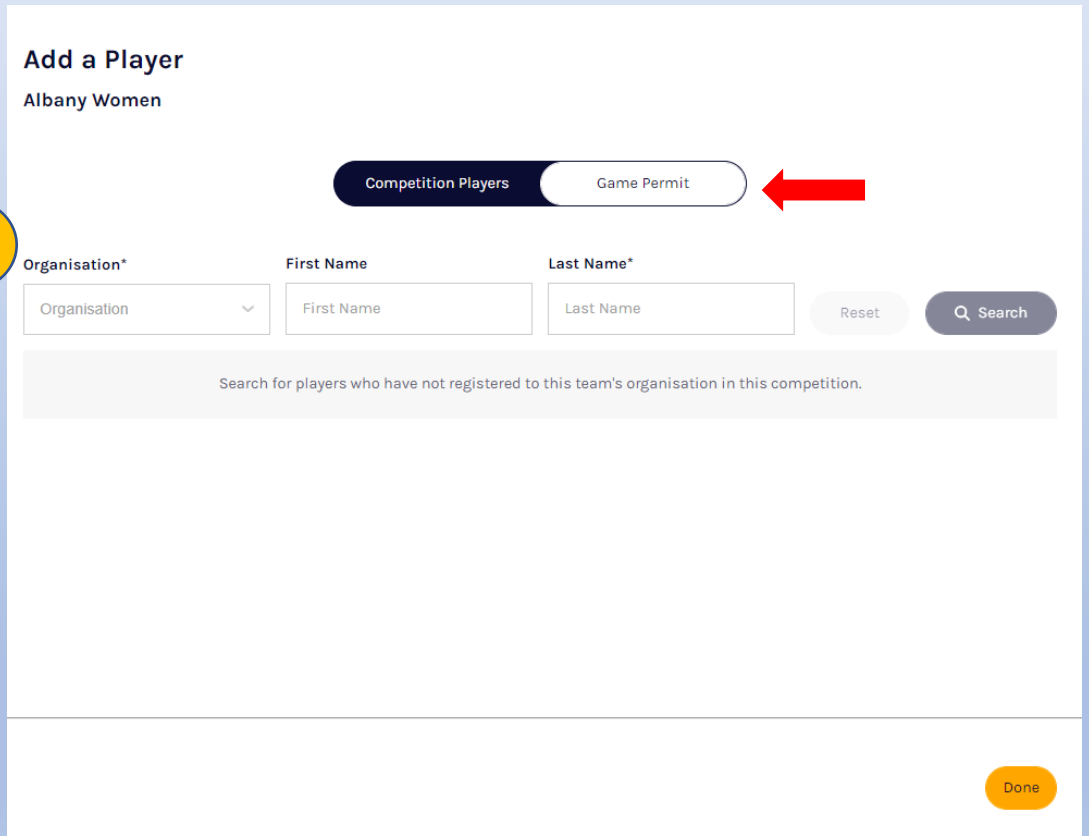 Add a Player
Albany Women
Competition Players
Game Permit
Organisation*
First Name
Last Name*
Organisation
First Name
Last Name
Reset
Search
Search for players who have not registered to this team's organisation in this competition.
Done